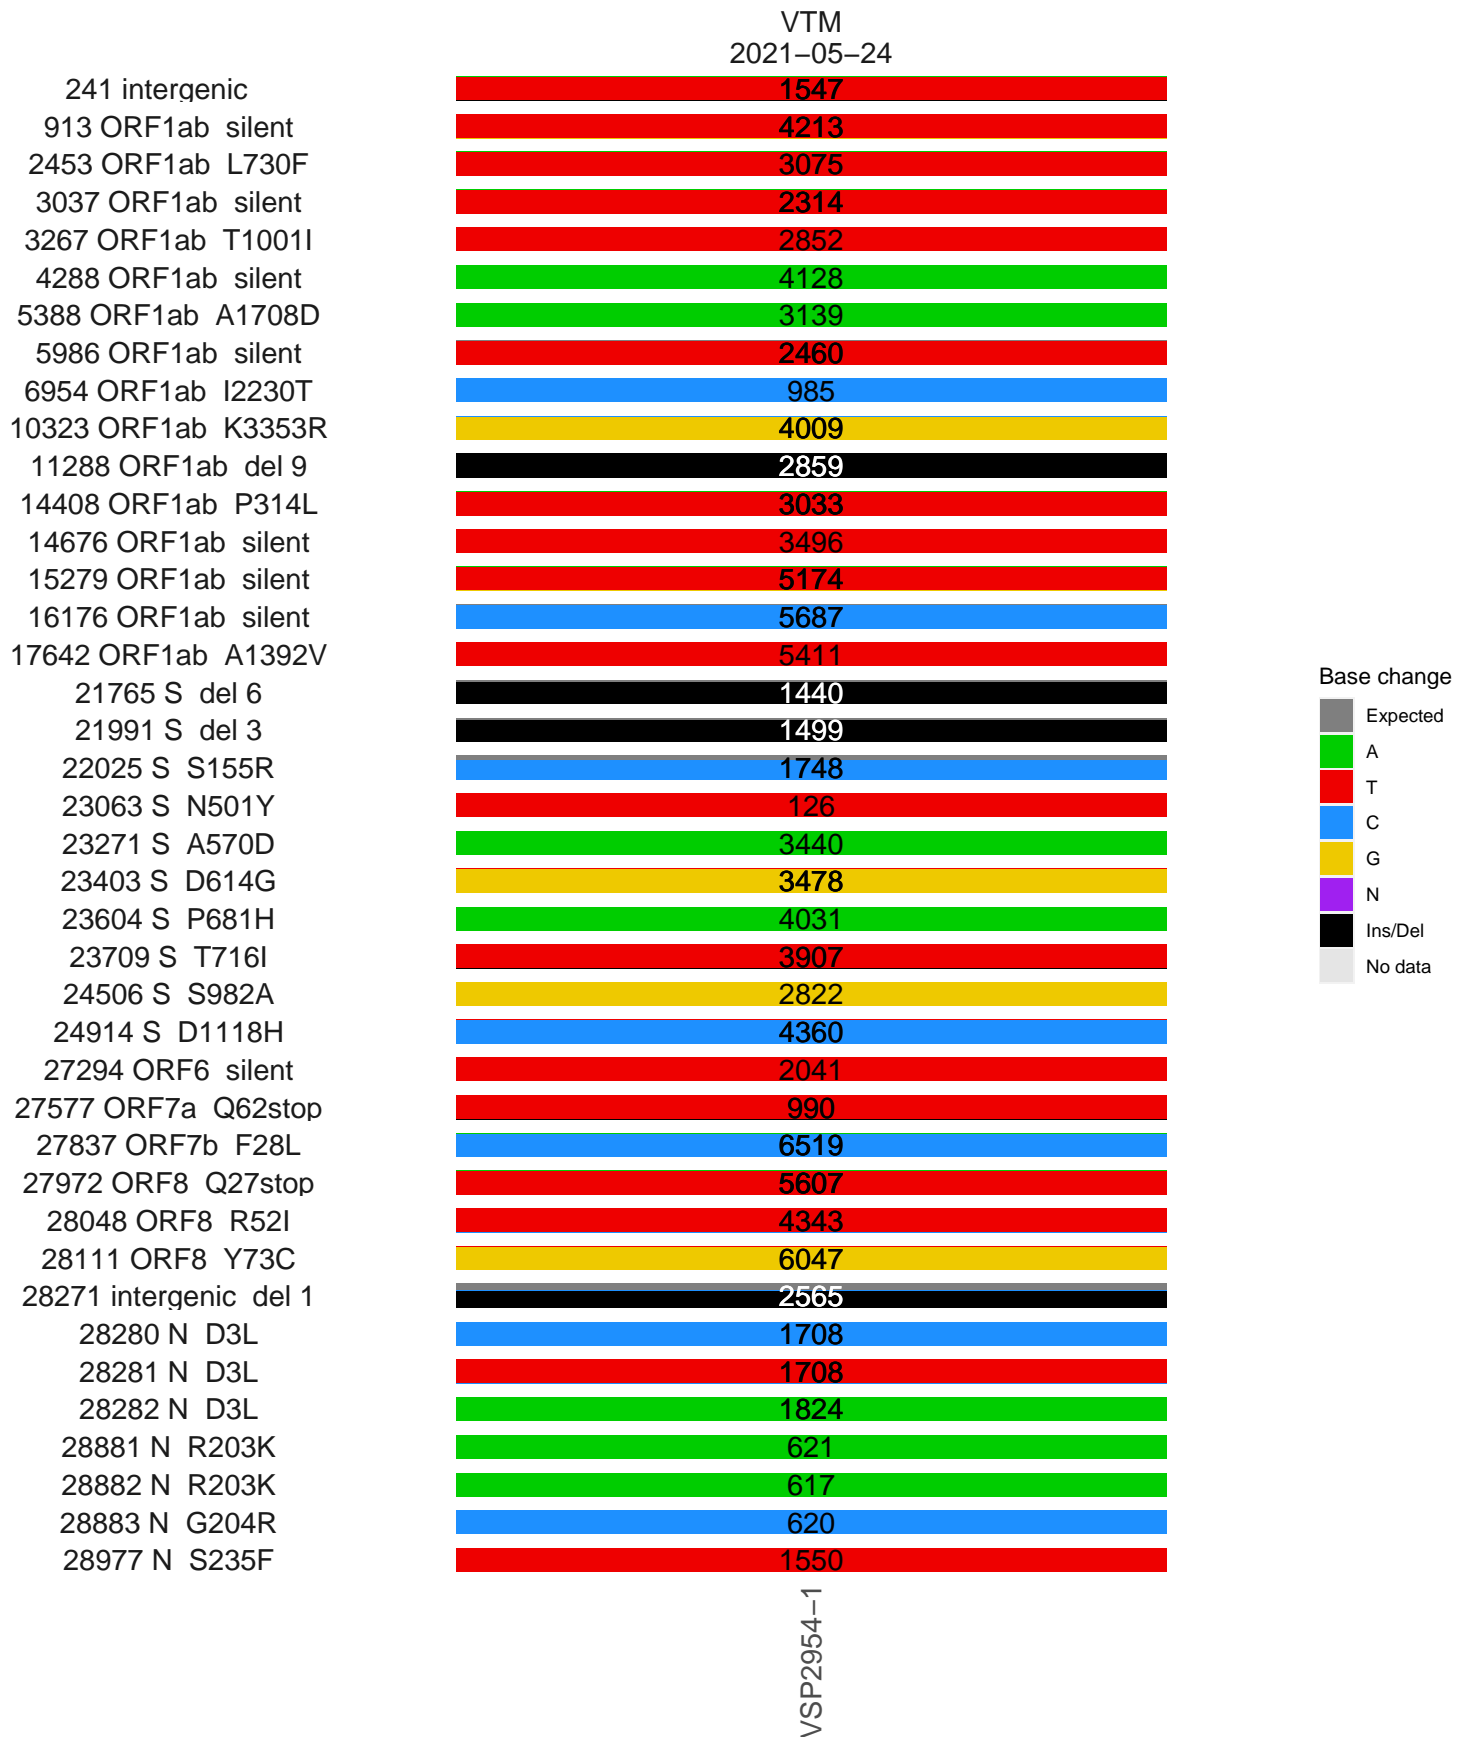 VTM
2021−05−24
241 intergenic 1547
913 ORF1ab silent 4213
2453 ORF1ab L730F 3075
3037 ORF1ab silent 2314
3267 ORF1ab T1001I 2852
4288 ORF1ab silent 4128
5388 ORF1ab A1708D 3139
5986 ORF1ab silent 2460
6954 ORF1ab I2230T 985
10323 ORF1ab K3353R 4009
11288 ORF1ab del 9 2859
14408 ORF1ab P314L 3033
14676 ORF1ab silent 3496
15279 ORF1ab silent 5174
16176 ORF1ab silent 5687
17642 ORF1ab A1392V 5411
21765 S del 6 1440
21991 S del 3 1499
22025 S S155R 1748
23063 S N501Y 126
23271 S A570D 3440
23403 S D614G 3478
23604 S P681H 4031
23709 S T716I 3907
24506 S S982A 2822
24914 S D1118H 4360
27294 ORF6 silent 2041
27577 ORF7a Q62stop 990
27837 ORF7b F28L 6519
27972 ORF8 Q27stop 5607
28048 ORF8 R52I 4343
28111 ORF8 Y73C 6047
28271 intergenic del 1 2565
28280 N D3L 1708
28281 N D3L 1708
28282 N D3L 1824
28881 N R203K 621
28882 N R203K 617
28883 N G204R 620
28977 N S235F 1550
VSP2954−1
Base change
Expected
A
T
C
G
N
Ins/Del
No data